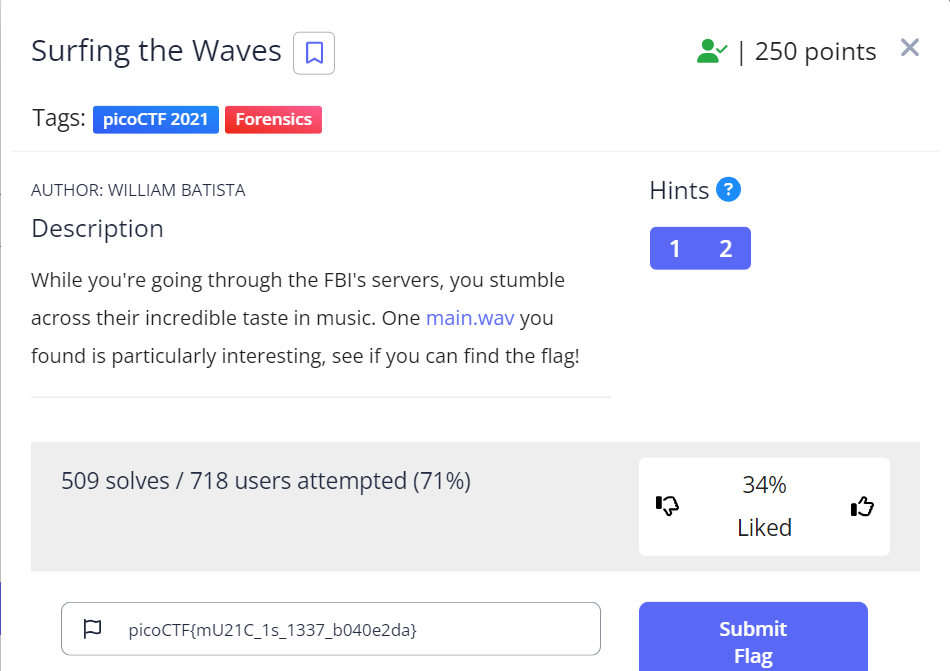 Surfing the Waves
| 250 points
Tags: picoCTF 2021 Forensics
AUTHOR: WILLIAM BATISTA
Hints ?
Description
1 2
While you're going through the FBI's servers, you stumble
across their incredible taste in music. One main.wav you
found is particularly interesting, see if you can find the flag!
509 solves / 718 users attempted (71%)
34%
Liked
picoCTF{mU21C_1s_1337_b040e2da}
Submit
Flag